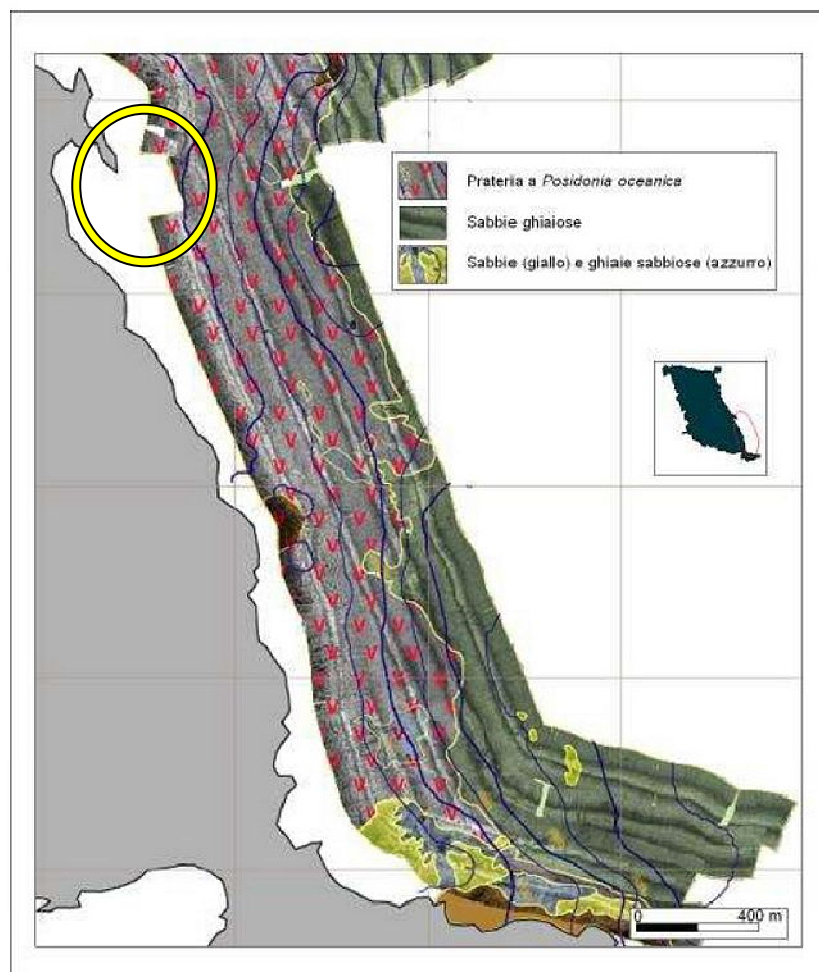 Prateria a Posidonia oceanica
Sabbie ghiaiose
Sabbie (giallo) e ghiaie sabbiose (azzurro)
0 400 m